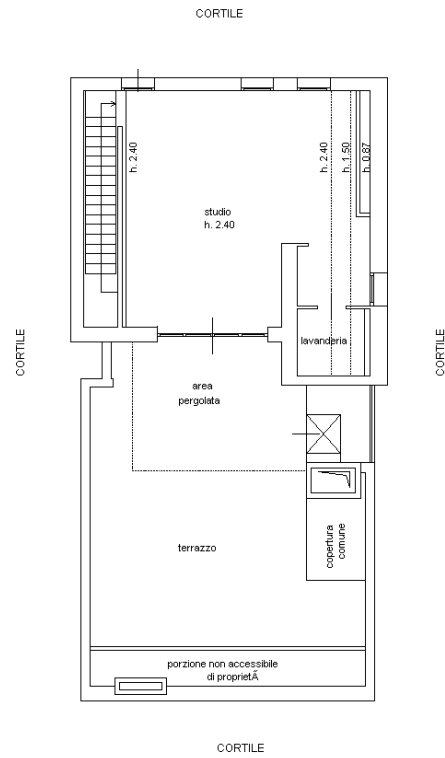 CORTILE
h. 2.40
h. 2.40
h. 1.50
h. 0.87
studio
h. 2.40
CORTILE
CORTILE
lavanderia
area
pergolata
terrazzo
copertura
comune
porzione non accessibile
di proprietÃ
CORTILE